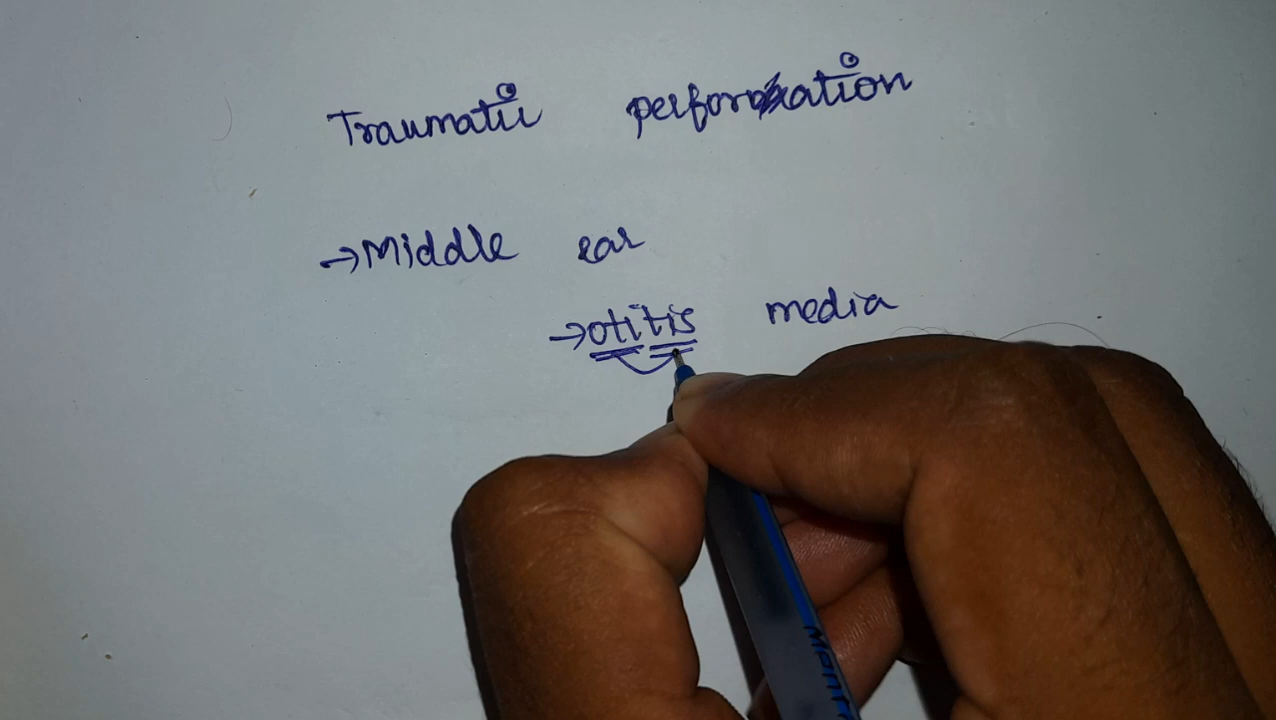 Traumatic perforation
→Middle ear
→otitis media